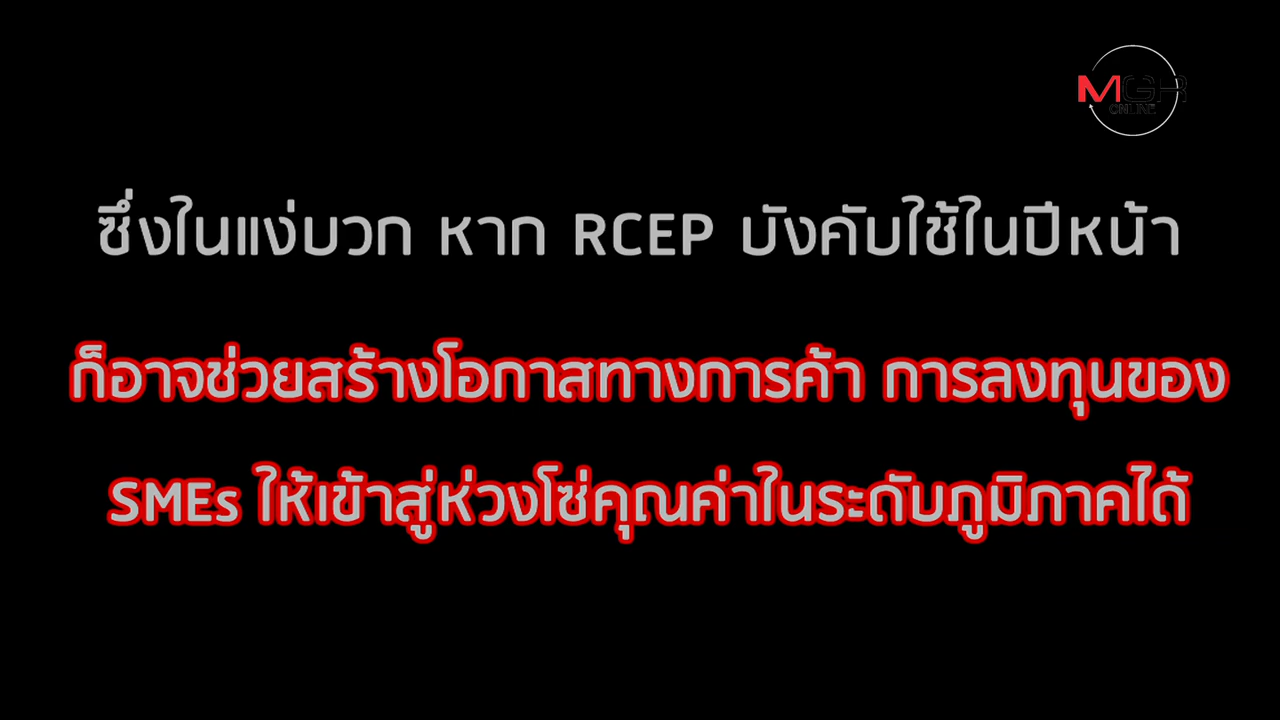 MGR
ONLINE
ซึ่งในแง่บวก หาก RCEP บังคับใช้ในปีหน้า
ก็อาจช่วยสร้างโอกาสทางการค้า การลงทุนของ
SMEs ให้เข้าสู่ห่วงโซ่คุณค่าในระดับภูมิภาคได้